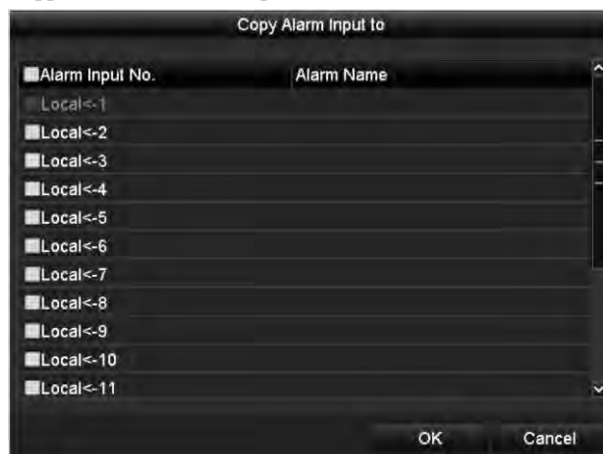 Copy Alarm Input to
Alarm Input No. Alarm Name
Local<-1
Local<-2
Local<-3
Local<-4
Local<-5
Local<-6
Local<-7
Local<-8
Local<-9
Local<-10
Local<-11
OK Cancel